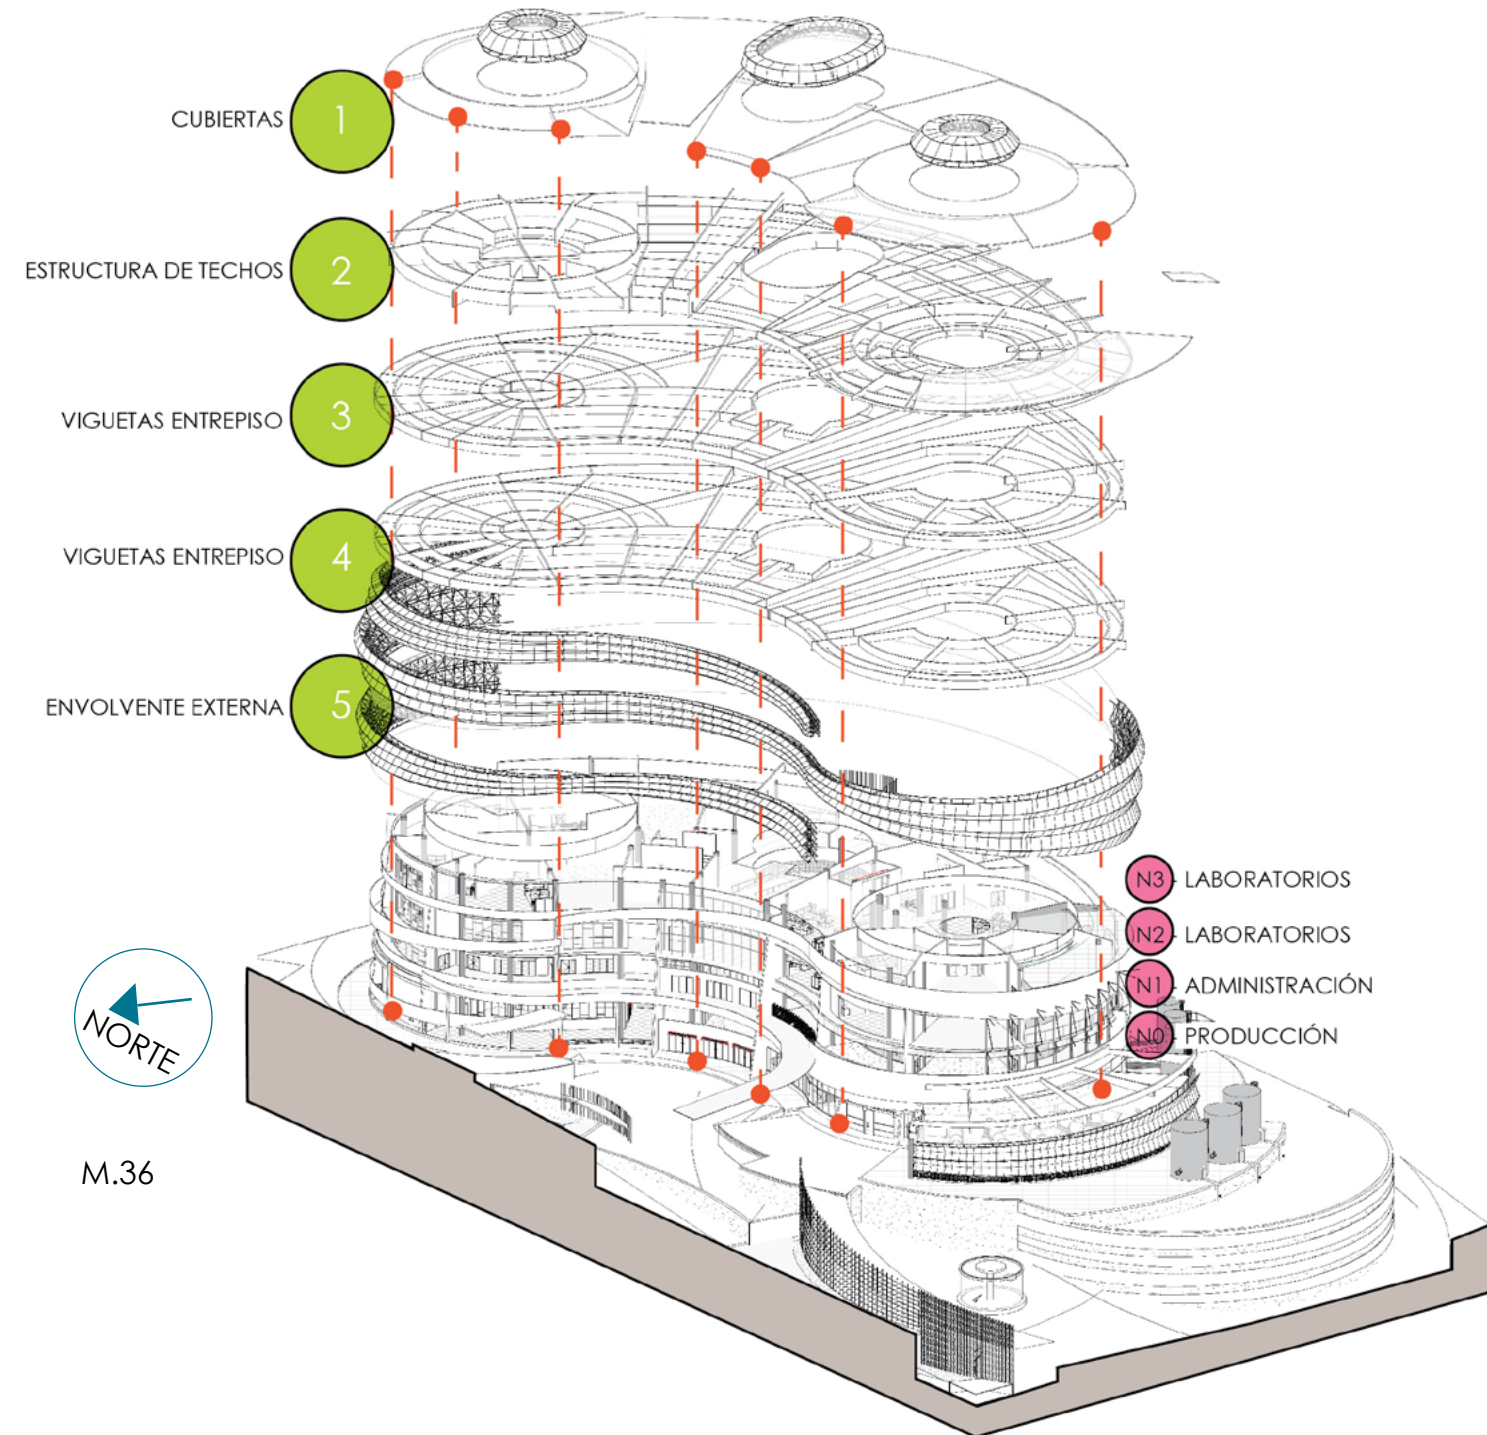 CUBIERTAS 1
ESTRUCTURA DE TECHOS 2
VIGUETAS ENTREPISO 3
VIGUETAS ENTREPISO 4
ENVOLVENTE EXTERNA 5
N3 - LABORATORIOS
N2 - LABORATORIOS
N1 - ADMINISTRACIÓN
N0 - PRODUCCIÓN
NORTE
M.36